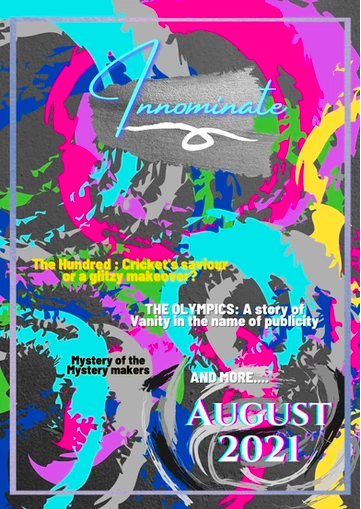 Innominate
The Hundred : Cricket's saviour
or a glitzy makeover?
THE OLYMPICS: A story of
Vanity in the name of publicity
Mystery of the
Mystery makers
AND MORE....
AUGUST
2021